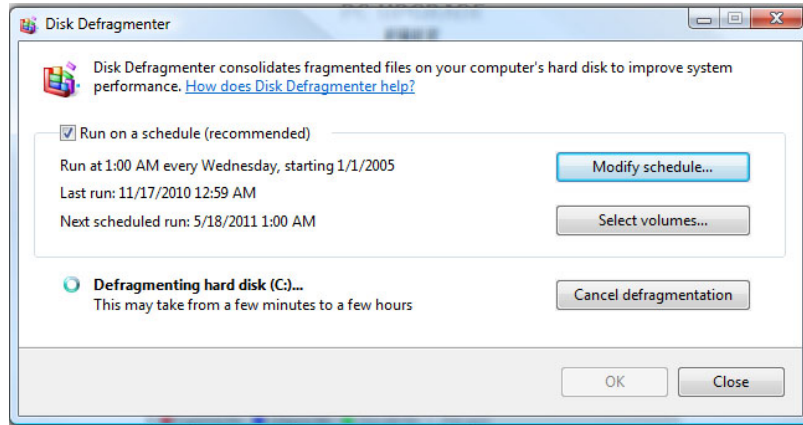 PC UPGRADE
FREE
Disk Defragmenter
Disk Defragmenter consolidates fragmented files on your computer's hard disk to improve system
performance. How does Disk Defragmenter help?
Run on a schedule (recommended)
Run at 1:00 AM every Wednesday, starting 1/1/2005
Modify schedule...
Last run: 11/17/2010 12:59 AM
Next scheduled run: 5/18/2011 1:00 AM
Select volumes...
Defragmenting hard disk (C:)...
This may take from a few minutes to a few hours
Cancel defragmentation
OK
Close